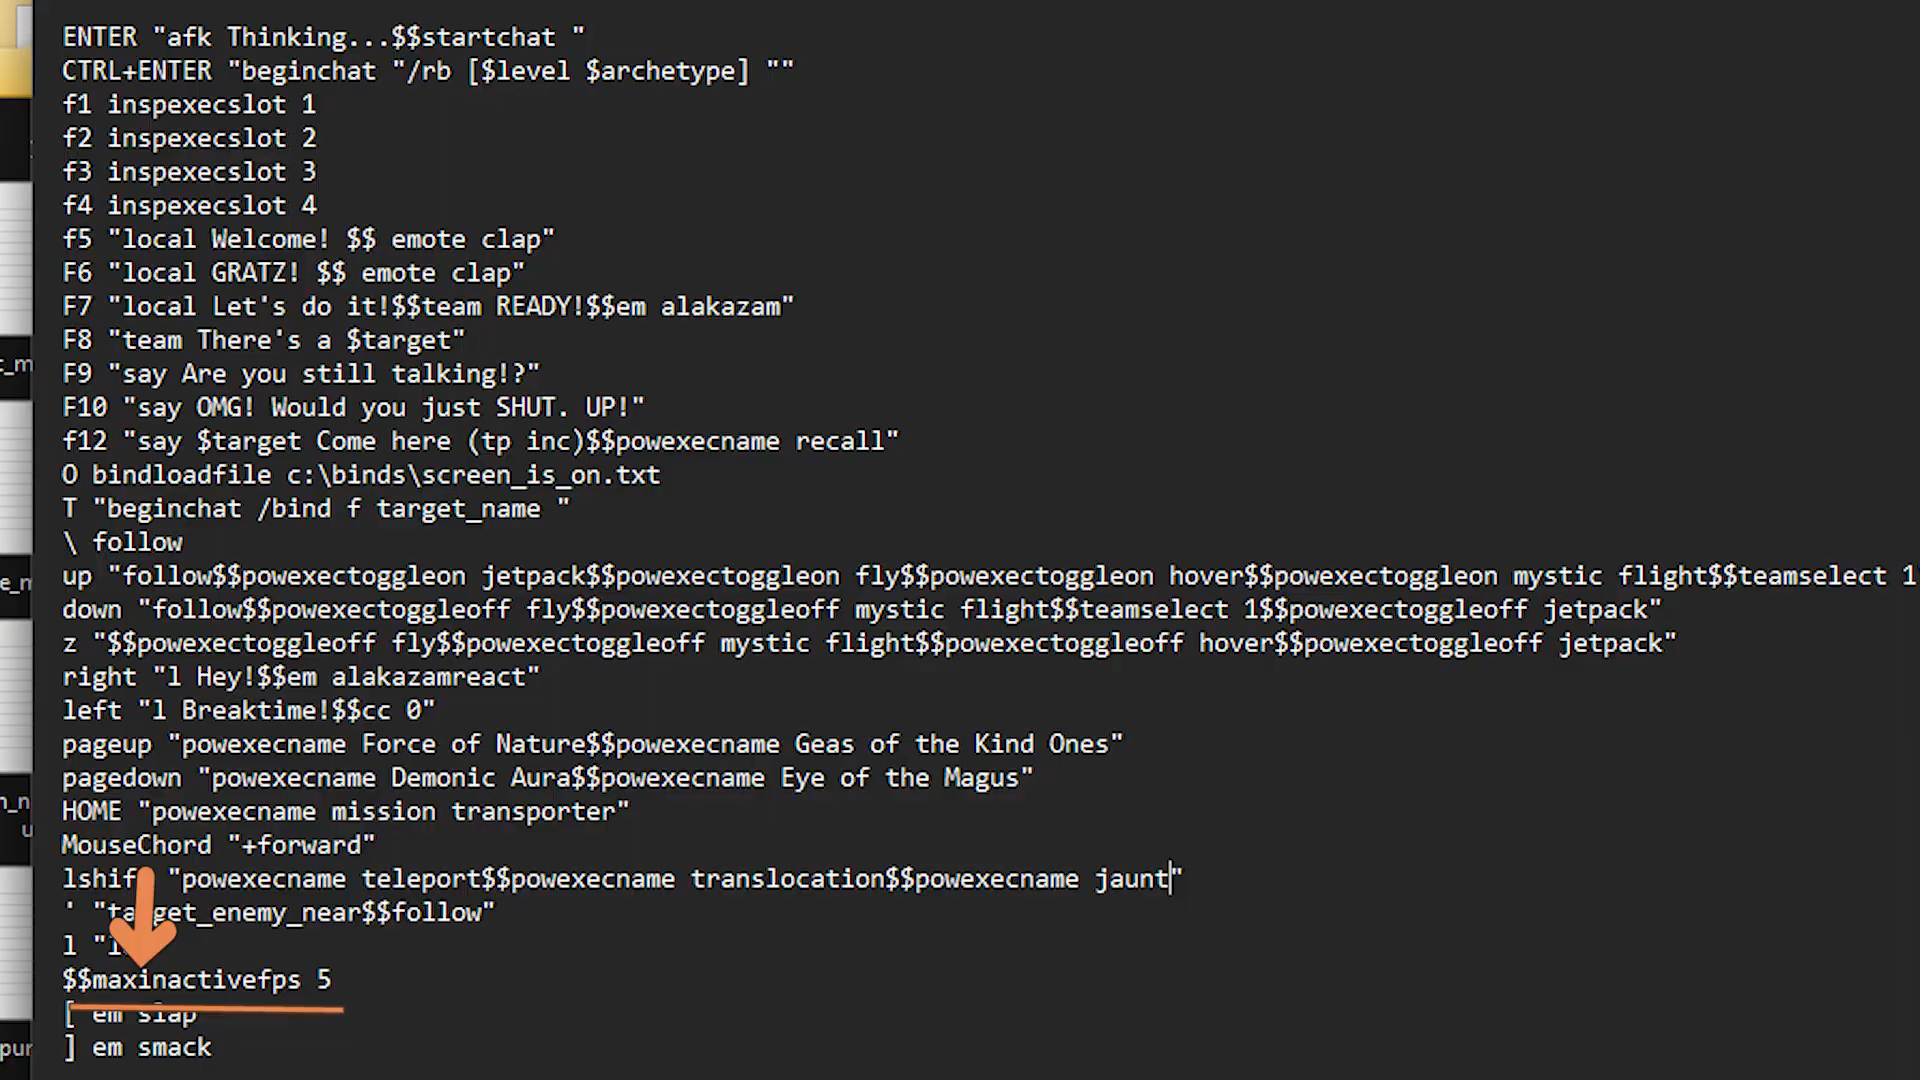 ENTER "afk Thinking...$$startchat "
CTRL+ENTER "beginchat "/rb [$level $archetype] ""
f1 inspexecslot 1
f2 inspexecslot 2
f3 inspexecslot 3
f4 inspexecslot 4
f5 "local Welcome! $$ emote clap"
F6 "local GRATZ! $$ emote clap"
F7 "local Let's do it!$$team READY!$$em alakazam"
F8 "team There's a $target"
F9 "say Are you still talking!?"
F10 "say OMG! Would you just SHUT. UP!"
f12 "say $target Come here (tp inc)$$powexecname recall"
O bindloadfile c:\binds\screen_is_on.txt
T "beginchat /bind f target_name "
\ follow
up "follow$$powexectoggleon jetpack$$powexectoggleon fly$$powexectoggleon hover$$powexectoggleon mystic flight$$teamselect 1
down "follow$$powexectoggleoff fly$$powexectoggleoff mystic flight$$teamselect 1$$powexectoggleoff jetpack"
z "$$powexectoggleoff fly$$powexectoggleoff mystic flight$$powexectoggleoff hover$$powexectoggleoff jetpack"
right "l Hey!$$em alakazamreact"
left "l Breaktime!$$cc 0"
pageup "powexecname Force of Nature$$powexecname Geas of the Kind Ones"
pagedown "powexecname Demonic Aura$$powexecname Eye of the Magus"
HOME "powexecname mission transporter"
MouseChord "+forward"
lshift "powexecname teleport$$powexecname translocation$$powexecname jaunt"
' "target_enemy_near$$follow"
l
$$maxinactivefps 5
[ em slap
] em smack